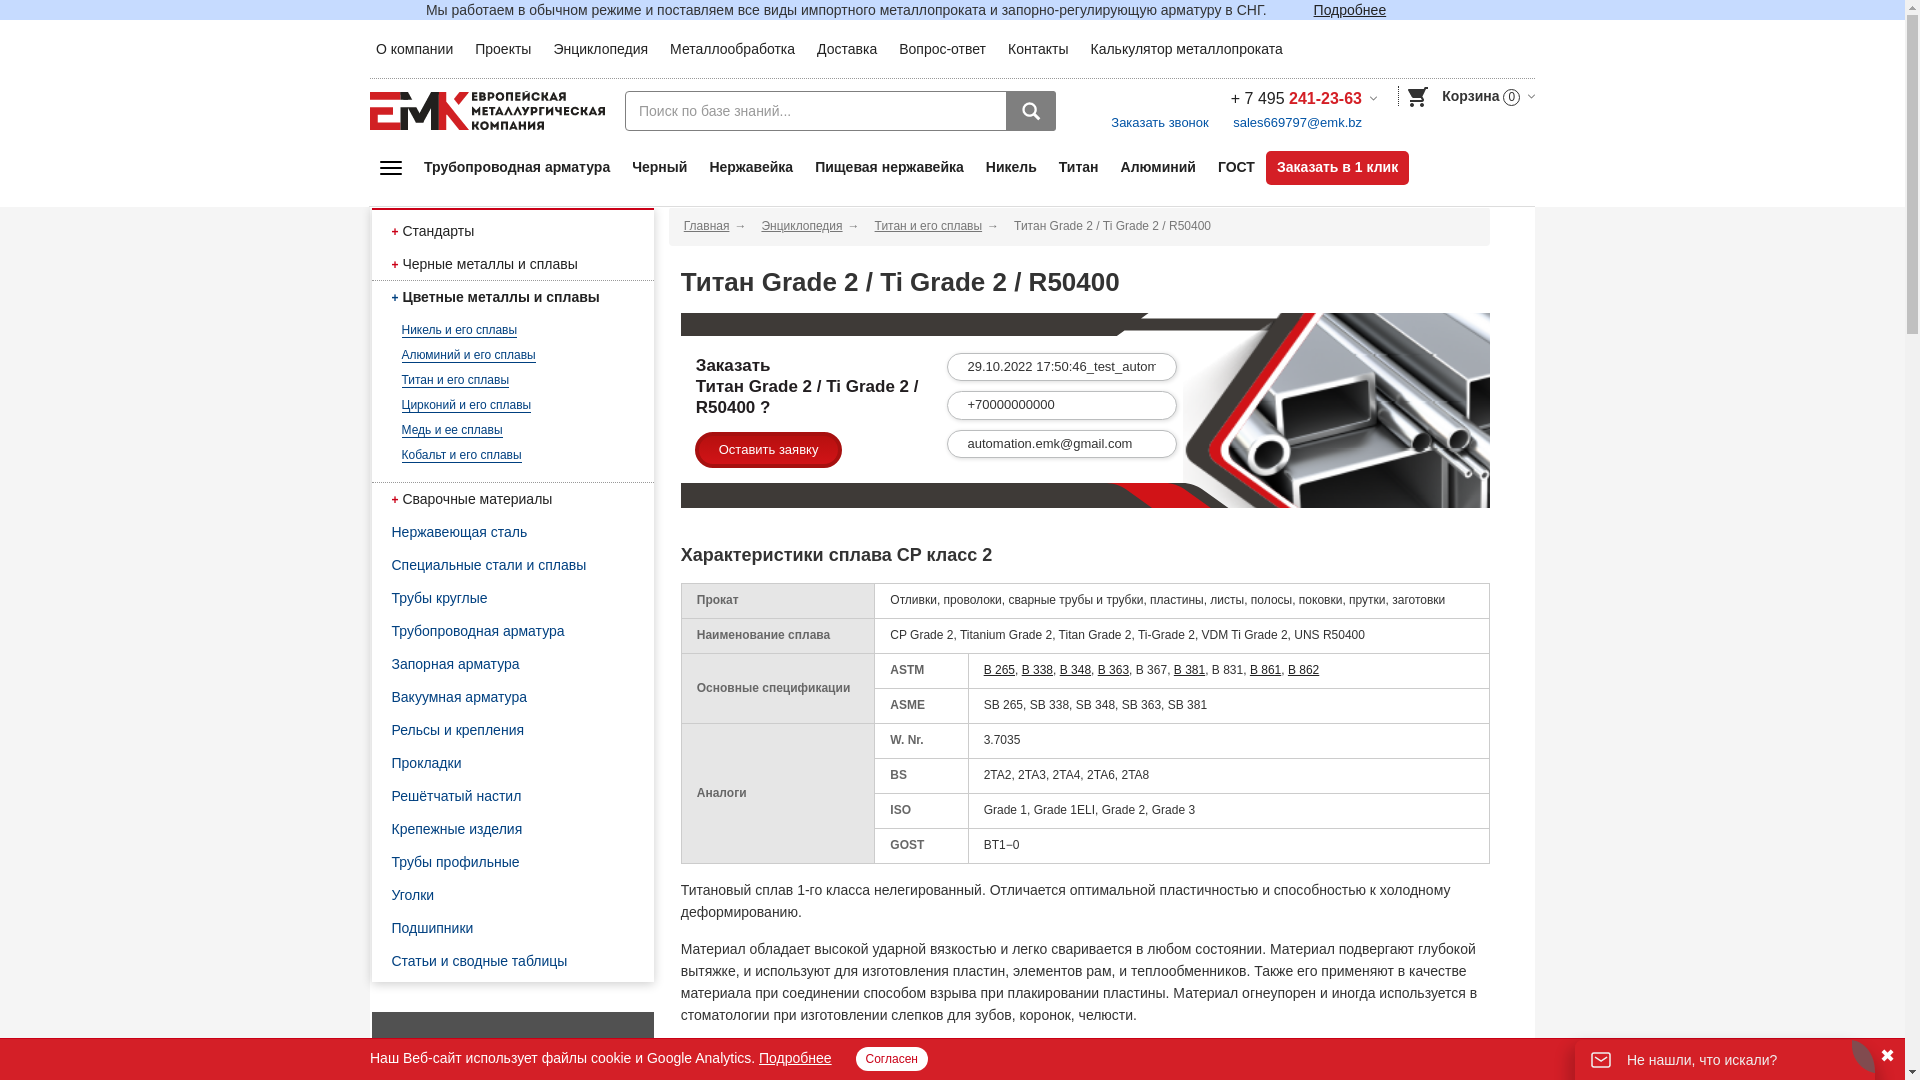 Мы работаем в обычном режиме и поставляем все виды импортного металлопроката и запорно-регулирующую арматуру в СНГ. Подробнее
О компании Проекты Энциклопедия Металлообработка Доставка Вопрос-ответ Контакты Калькулятор металлопроката
ЕМК ЕВРОПЕЙСКАЯ
МЕТАЛЛУРГИЧЕСКАЯ
КОМПАНИЯ
Поиск по базе знаний...
+ 7 495 241-23-63
Корзина 0
Заказать звонок sales669797@emk.bz
Трубопроводная арматура Черный Нержавейка Пищевая нержавейка Никель Титан Алюминий ГОСТ Заказать в 1 клик
+ Стандарты
+ Черные металлы и сплавы
+ Цветные металлы и сплавы
Никель и его сплавы
Алюминий и его сплавы
Титан и его сплавы
Цирконий и его сплавы
Медь и ее сплавы
Кобальт и его сплавы
+ Сварочные материалы
Нержавеющая сталь
Специальные стали и сплавы
Трубы круглые
Трубопроводная арматура
Запорная арматура
Вакуумная арматура
Рельсы и крепления
Прокладки
Решётчатый настил
Крепежные изделия
Трубы профильные
Уголки
Подшипники
Статьи и сводные таблицы
Главная → Энциклопедия → Титан и его сплавы → Титан Grade 2 / Ti Grade 2 / R50400
Титан Grade 2 / Ti Grade 2 / R50400
Заказать
Титан Grade 2 / Ti Grade 2 /
R50400 ?
Оставить заявку
29.10.2022 17:50:46_test_autom
+70000000000
automation.emk@gmail.com
Характеристики сплава CP класс 2
Прокат Отливки, проволоки, сварные трубы и трубки, пластины, листы, полосы, поковки, прутки, заготовки
Наименование сплава CP Grade 2, Titanium Grade 2, Titan Grade 2, Ti-Grade 2, VDM Ti Grade 2, UNS R50400
Основные спецификации
ASTM B 265, B 338, B 348, B 363, B 367, B 381, B 831, B 861, B 862
ASME SB 265, SB 338, SB 348, SB 363, SB 381
Аналоги
W. Nr. 3.7035
BS 2TA2, 2TA3, 2TA4, 2TA6, 2TA8
ISO Grade 1, Grade 1ELI, Grade 2, Grade 3
GOST ВТ1−0
Титановый сплав 1-го класса нелегированный. Отличается оптимальной пластичностью и способностью к холодному
деформированию.
Материал обладает высокой ударной вязкостью и легко сваривается в любом состоянии. Материал подвергают глубокой
вытяжке, и используют для изготовления пластин, элементов рам, и теплообменников. Также его применяют в качестве
материала при соединении способом взрыва при плакировании пластины. Материал огнеупорен и иногда используется в
стоматологии при изготовлении слепков для зубов, коронок, челюсти.
Наш Веб-сайт использует файлы cookie и Google Analytics. Подробнее Согласен
Не нашли, что искали?